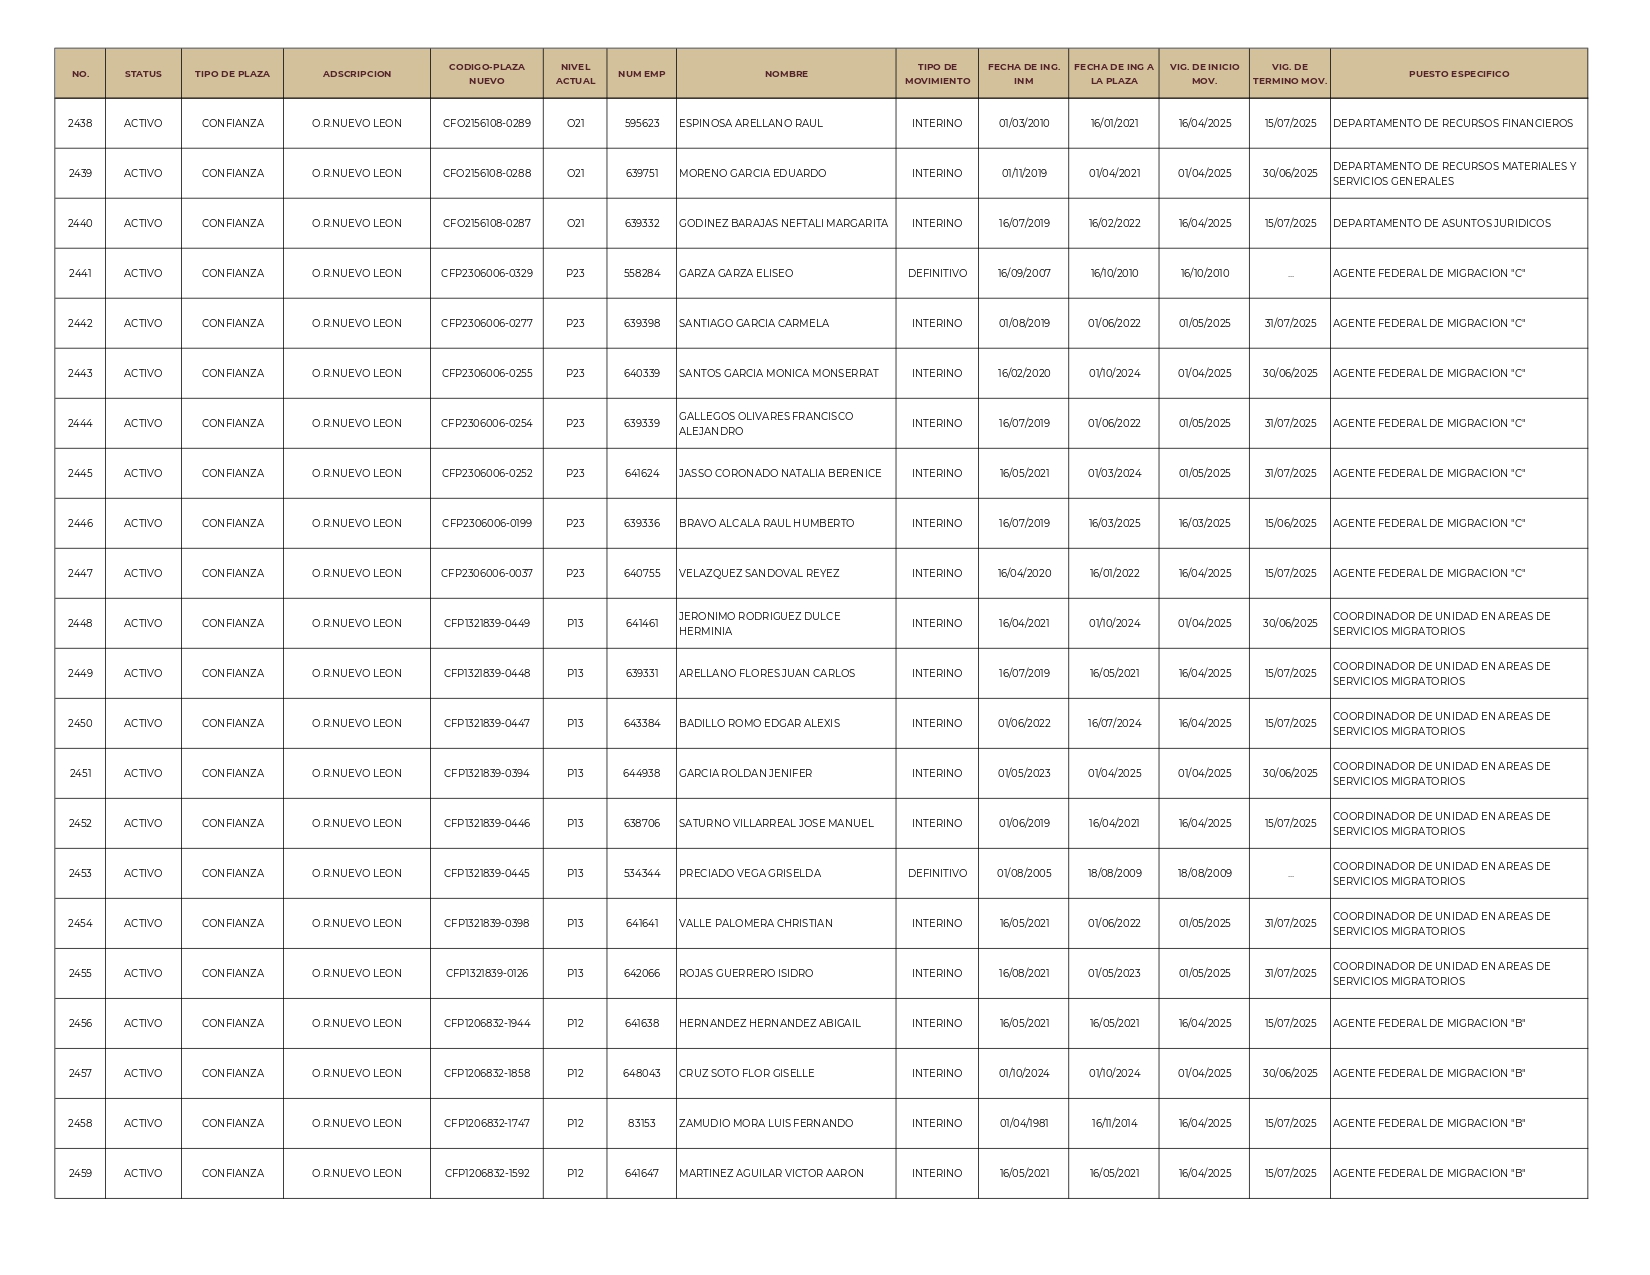 NO. STATUS TIPO DE PLAZA ADSCRIPCION CODIGO-PLAZA NUEVO NIVEL ACTUAL NUM EMP NOMBRE TIPO DE MOVIMIENTO FECHA DE ING. INM FECHA DE ING A LA PLAZA VIG. DE INICIO MOV. VIG. DE TERMINO MOV. PUESTO ESPECIFICO
2438 ACTIVO CONFIANZA O.R.NUEVO LEON CFO2156108-0289 O21 595623 ESPINOSA ARELLANO RAUL INTERINO 01/03/2010 16/01/2021 16/04/2025 15/07/2025 DEPARTAMENTO DE RECURSOS FINANCIEROS
2439 ACTIVO CONFIANZA O.R.NUEVO LEON CFO2156108-0288 O21 639751 MORENO GARCIA EDUARDO INTERINO 01/11/2019 01/04/2021 01/04/2025 30/06/2025 DEPARTAMENTO DE RECURSOS MATERIALES Y SERVICIOS GENERALES
2440 ACTIVO CONFIANZA O.R.NUEVO LEON CFO2156108-0287 O21 639332 GODINEZ BARAJAS NEFTALI MARGARITA INTERINO 16/07/2019 16/02/2022 16/04/2025 15/07/2025 DEPARTAMENTO DE ASUNTOS JURIDICOS
2441 ACTIVO CONFIANZA O.R.NUEVO LEON CFP2306006-0329 P23 558284 GARZA GARZA ELISEO DEFINITIVO 16/09/2007 16/10/2010 16/10/2010 ... AGENTE FEDERAL DE MIGRACION "C"
2442 ACTIVO CONFIANZA O.R.NUEVO LEON CFP2306006-0277 P23 639398 SANTIAGO GARCIA CARMELA INTERINO 01/08/2019 01/06/2022 01/05/2025 31/07/2025 AGENTE FEDERAL DE MIGRACION "C"
2443 ACTIVO CONFIANZA O.R.NUEVO LEON CFP2306006-0255 P23 640339 SANTOS GARCIA MONICA MONSERRAT INTERINO 16/02/2020 01/10/2024 01/04/2025 30/06/2025 AGENTE FEDERAL DE MIGRACION "C"
2444 ACTIVO CONFIANZA O.R.NUEVO LEON CFP2306006-0254 P23 639339 GALLEGOS OLIVARES FRANCISCO ALEJANDRO INTERINO 16/07/2019 01/06/2022 01/05/2025 31/07/2025 AGENTE FEDERAL DE MIGRACION "C"
2445 ACTIVO CONFIANZA O.R.NUEVO LEON CFP2306006-0252 P23 641624 JASSO CORONADO NATALIA BERENICE INTERINO 16/05/2021 01/03/2024 01/05/2025 31/07/2025 AGENTE FEDERAL DE MIGRACION "C"
2446 ACTIVO CONFIANZA O.R.NUEVO LEON CFP2306006-0199 P23 639336 BRAVO ALCALA RAUL HUMBERTO INTERINO 16/07/2019 16/03/2025 16/03/2025 15/06/2025 AGENTE FEDERAL DE MIGRACION "C"
2447 ACTIVO CONFIANZA O.R.NUEVO LEON CFP2306006-0037 P23 640755 VELAZQUEZ SANDOVAL REYEZ INTERINO 16/04/2020 16/01/2022 16/04/2025 15/07/2025 AGENTE FEDERAL DE MIGRACION "C"
2448 ACTIVO CONFIANZA O.R.NUEVO LEON CFP1321839-0449 P13 641461 JERONIMO RODRIGUEZ DULCE HERMINIA INTERINO 16/04/2021 01/10/2024 01/04/2025 30/06/2025 COORDINADOR DE UNIDAD EN AREAS DE SERVICIOS MIGRATORIOS
2449 ACTIVO CONFIANZA O.R.NUEVO LEON CFP1321839-0448 P13 639331 ARELLANO FLORES JUAN CARLOS INTERINO 16/07/2019 16/05/2021 16/04/2025 15/07/2025 COORDINADOR DE UNIDAD EN AREAS DE SERVICIOS MIGRATORIOS
2450 ACTIVO CONFIANZA O.R.NUEVO LEON CFP1321839-0447 P13 643384 BADILLO ROMO EDGAR ALEXIS INTERINO 01/06/2022 16/07/2024 16/04/2025 15/07/2025 COORDINADOR DE UNIDAD EN AREAS DE SERVICIOS MIGRATORIOS
2451 ACTIVO CONFIANZA O.R.NUEVO LEON CFP1321839-0394 P13 644938 GARCIA ROLDAN JENIFER INTERINO 01/05/2023 01/04/2025 01/04/2025 30/06/2025 COORDINADOR DE UNIDAD EN AREAS DE SERVICIOS MIGRATORIOS
2452 ACTIVO CONFIANZA O.R.NUEVO LEON CFP1321839-0446 P13 638706 SATURNO VILLARREAL JOSE MANUEL INTERINO 01/06/2019 16/04/2021 16/04/2025 15/07/2025 COORDINADOR DE UNIDAD EN AREAS DE SERVICIOS MIGRATORIOS
2453 ACTIVO CONFIANZA O.R.NUEVO LEON CFP1321839-0445 P13 534344 PRECIADO VEGA GRISELDA DEFINITIVO 01/08/2005 18/08/2009 18/08/2009 ... COORDINADOR DE UNIDAD EN AREAS DE SERVICIOS MIGRATORIOS
2454 ACTIVO CONFIANZA O.R.NUEVO LEON CFP1321839-0398 P13 641641 VALLE PALOMERA CHRISTIAN INTERINO 16/05/2021 01/06/2022 01/05/2025 31/07/2025 COORDINADOR DE UNIDAD EN AREAS DE SERVICIOS MIGRATORIOS
2455 ACTIVO CONFIANZA O.R.NUEVO LEON CFP1321839-0126 P13 642066 ROJAS GUERRERO ISIDRO INTERINO 16/08/2021 01/05/2023 01/05/2025 31/07/2025 COORDINADOR DE UNIDAD EN AREAS DE SERVICIOS MIGRATORIOS
2456 ACTIVO CONFIANZA O.R.NUEVO LEON CFP1206832-1944 P12 641638 HERNANDEZ HERNANDEZ ABIGAIL INTERINO 16/05/2021 16/05/2021 16/04/2025 15/07/2025 AGENTE FEDERAL DE MIGRACION "B"
2457 ACTIVO CONFIANZA O.R.NUEVO LEON CFP1206832-1858 P12 648043 CRUZ SOTO FLOR GISELLE INTERINO 01/10/2024 01/10/2024 01/04/2025 30/06/2025 AGENTE FEDERAL DE MIGRACION "B"
2458 ACTIVO CONFIANZA O.R.NUEVO LEON CFP1206832-1747 P12 83153 ZAMUDIO MORA LUIS FERNANDO INTERINO 01/04/1981 16/11/2014 16/04/2025 15/07/2025 AGENTE FEDERAL DE MIGRACION "B"
2459 ACTIVO CONFIANZA O.R.NUEVO LEON CFP1206832-1592 P12 641647 MARTINEZ AGUILAR VICTOR AARON INTERINO 16/05/2021 16/05/2021 16/04/2025 15/07/2025 AGENTE FEDERAL DE MIGRACION "B"